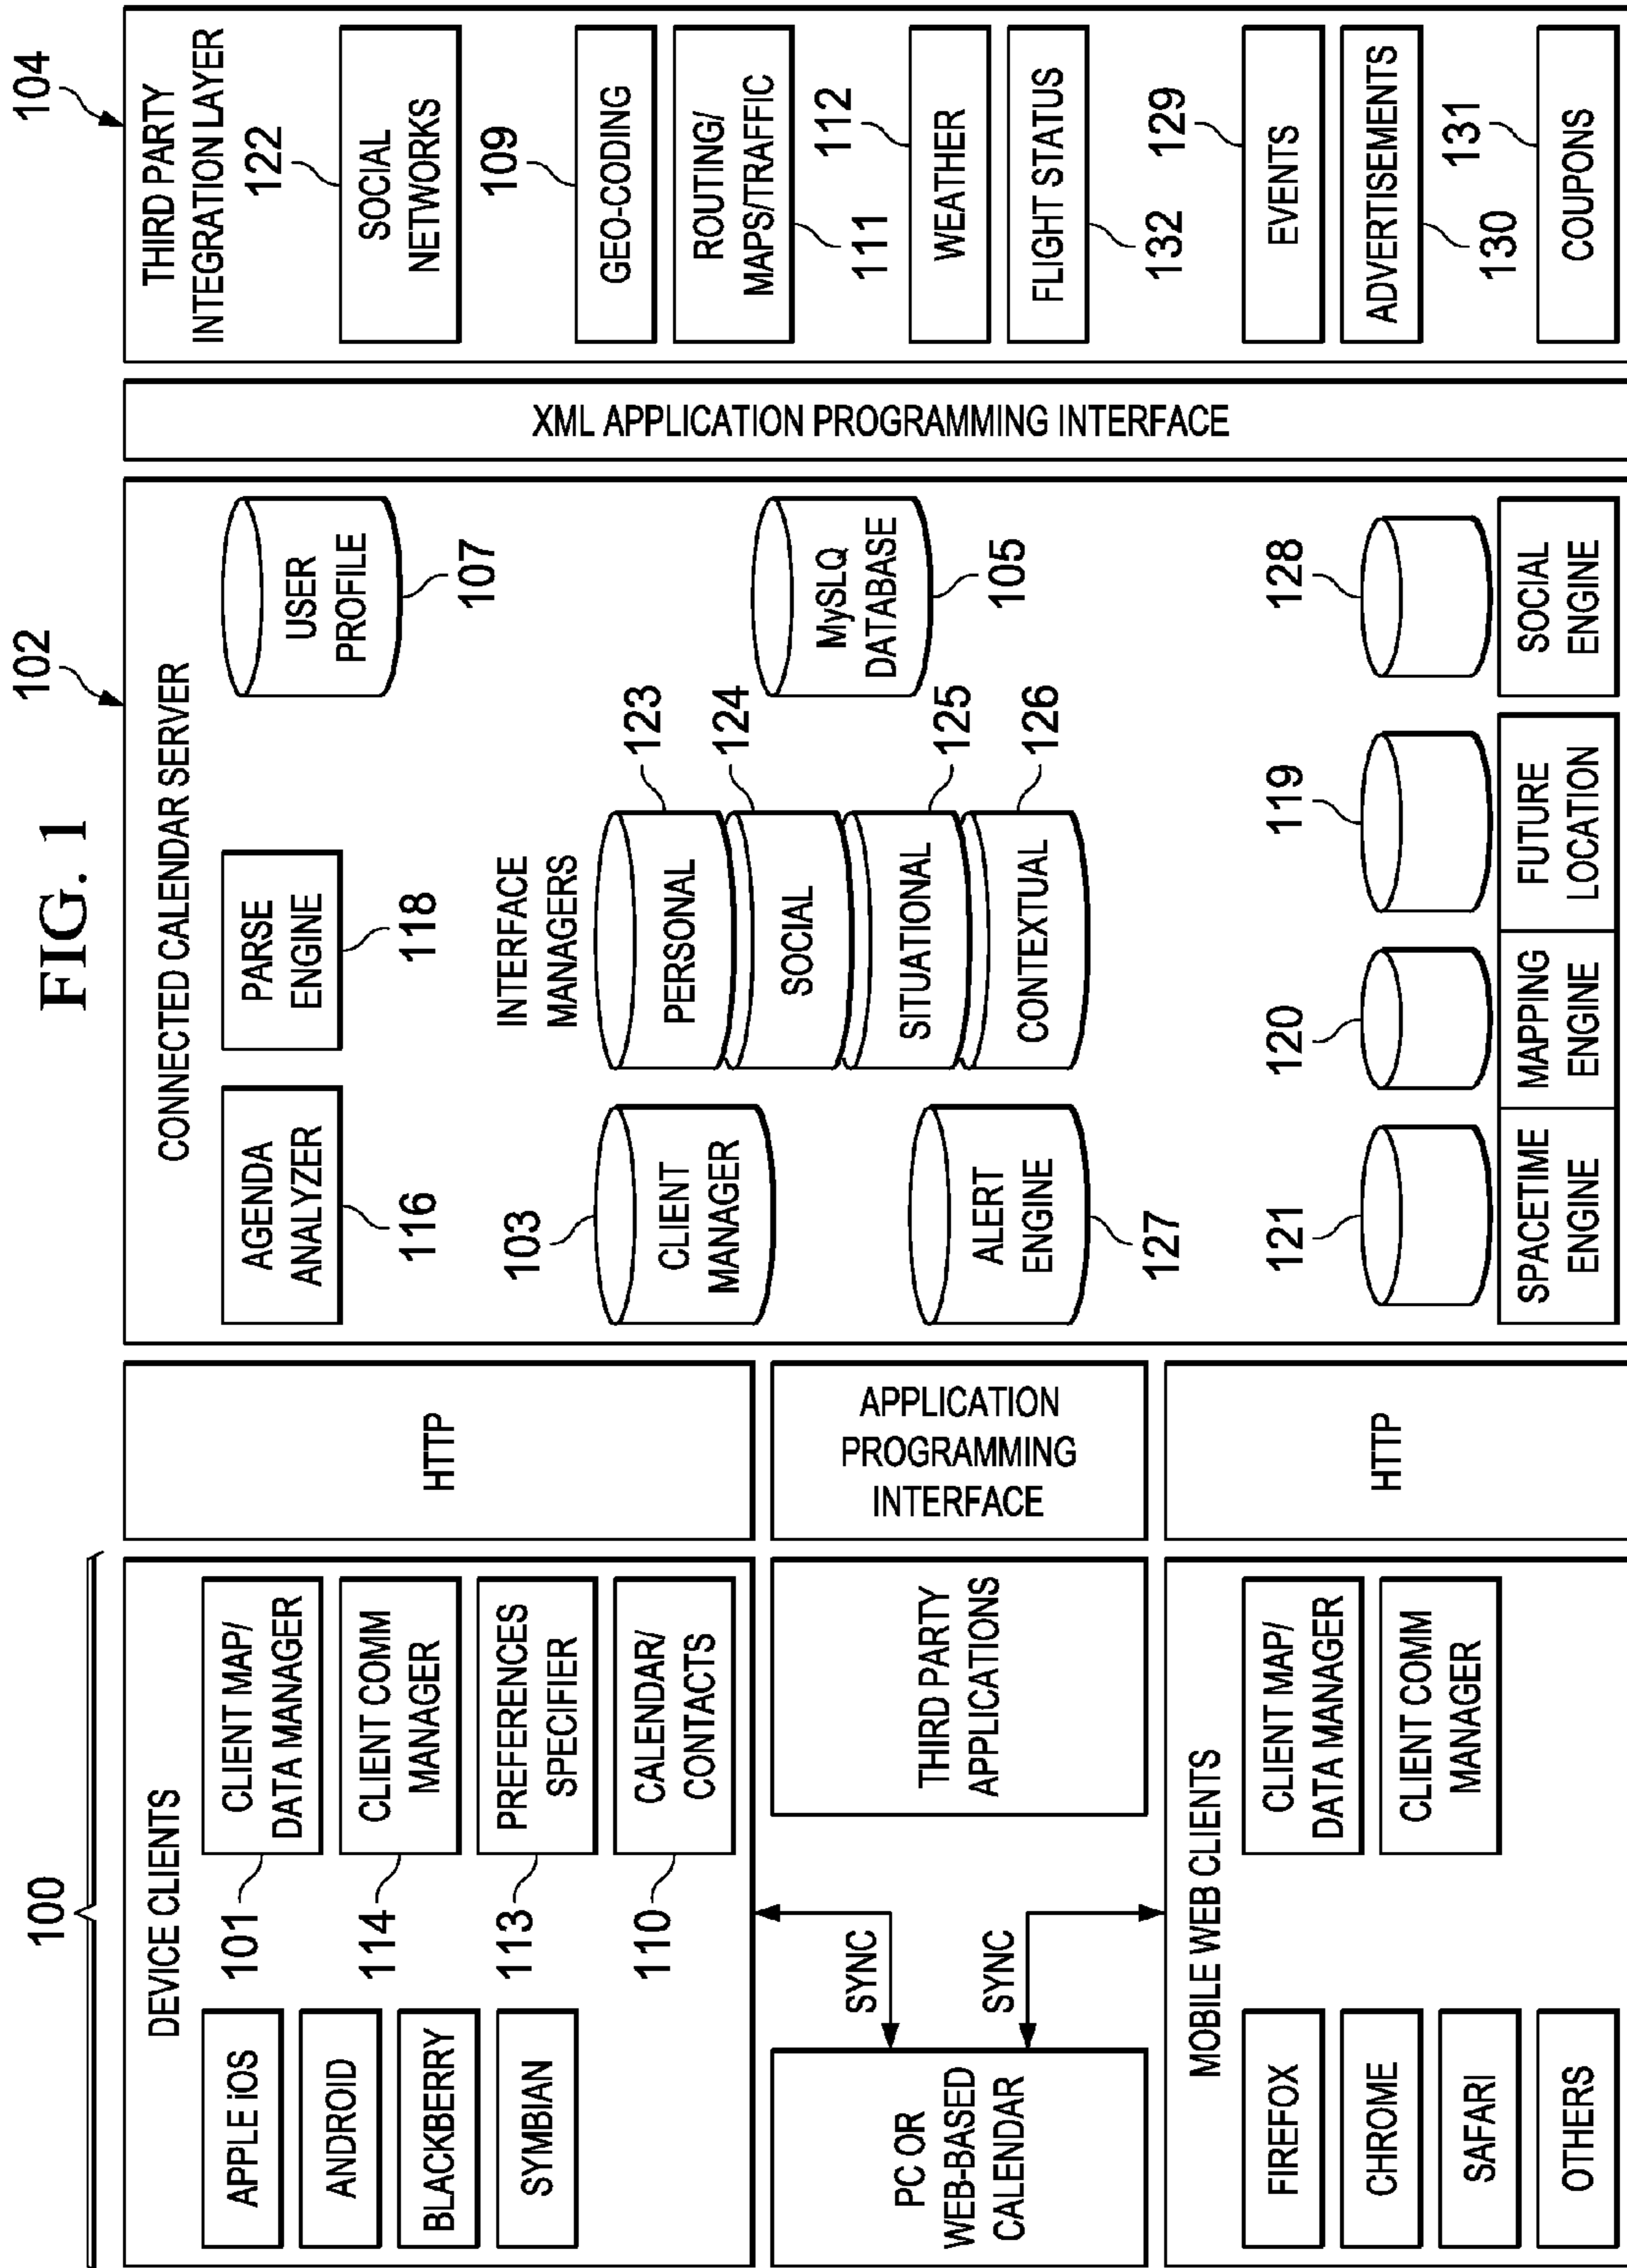 FIG. 1
100
DEVICE CLIENTS
APPLE iOS
ANDROID
BLACKBERRY
SYMBIAN
101
CLIENT MAP/
DATA MANAGER
114
CLIENT COMM
MANAGER
113
PREFERENCES
SPECIFIER
110
CALENDAR/
CONTACTS
PC OR
WEB-BASED
CALENDAR
SYNC
SYNC
THIRD PARTY
APPLICATIONS
MOBILE WEB CLIENTS
FIREFOX
CHROME
SAFARI
OTHERS
CLIENT MAP/
DATA MANAGER
CLIENT COMM
MANAGER
HTTP
APPLICATION
PROGRAMMING
INTERFACE
HTTP
102
CONNECTED CALENDAR SERVER
AGENDA
ANALYZER
116
PARSE
ENGINE
118
USER
PROFILE
107
103
CLIENT
MANAGER
INTERFACE
MANAGERS
PERSONAL
123
SOCIAL
124
SITUATIONAL
125
CONTEXTUAL
126
MySLQ
DATABASE
105
ALERT
ENGINE
127
121
SPACETIME
ENGINE
120
MAPPING
ENGINE
119
FUTURE
LOCATION
128
SOCIAL
ENGINE
XML APPLICATION PROGRAMMING INTERFACE
104
THIRD PARTY
INTEGRATION LAYER
122
SOCIAL
NETWORKS
109
GEO-CODING
ROUTING/
MAPS/TRAFFIC
111
112
WEATHER
FLIGHT STATUS
132
129
EVENTS
ADVERTISEMENTS
130
131
COUPONS